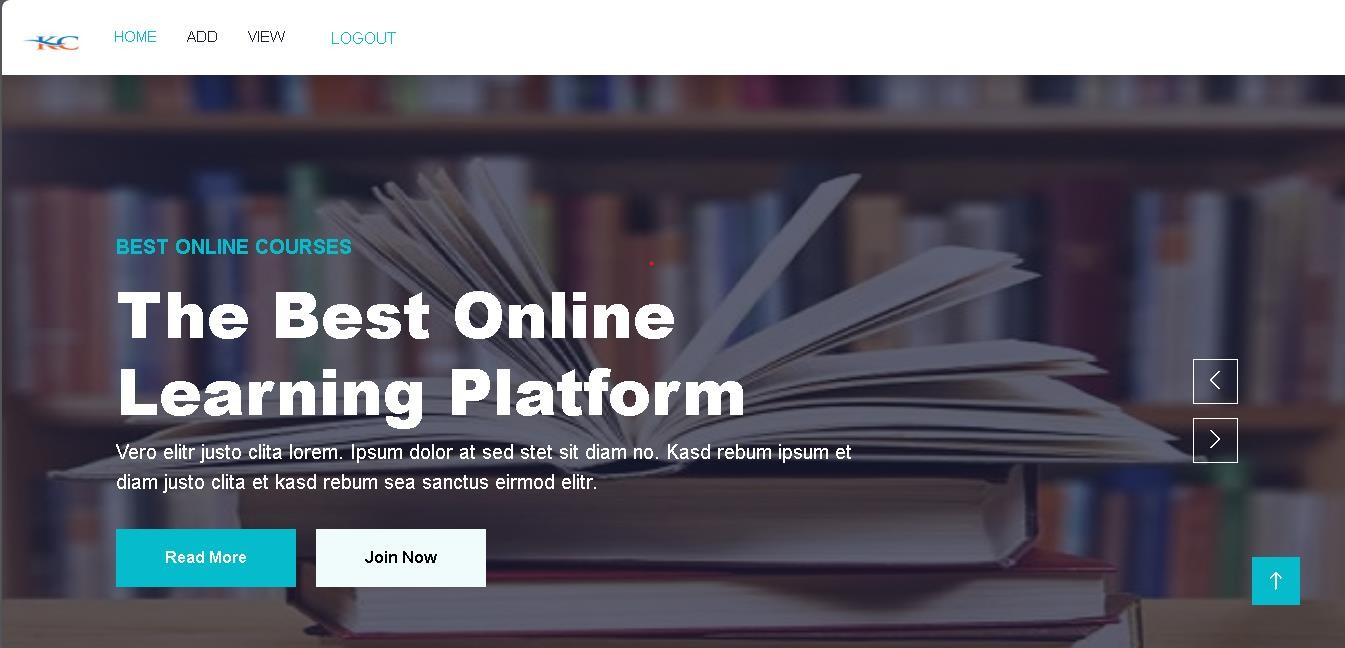 KC HOME ADD VIEW LOGOUT
BEST ONLINE COURSES
The Best Online
Learning Platform
Vero elitr justo clita lorem. Ipsum dolor at sed stet sit diam no. Kasd rebum ipsum et
diam justo clita et kasd rebum sea sanctus eirmod elitr.
Read More Join Now